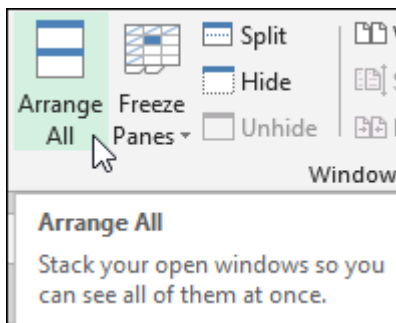 Arrange All
Freeze Panes
Split
Hide
Unhide
Window
Arrange All
Stack your open windows so you
can see all of them at once.